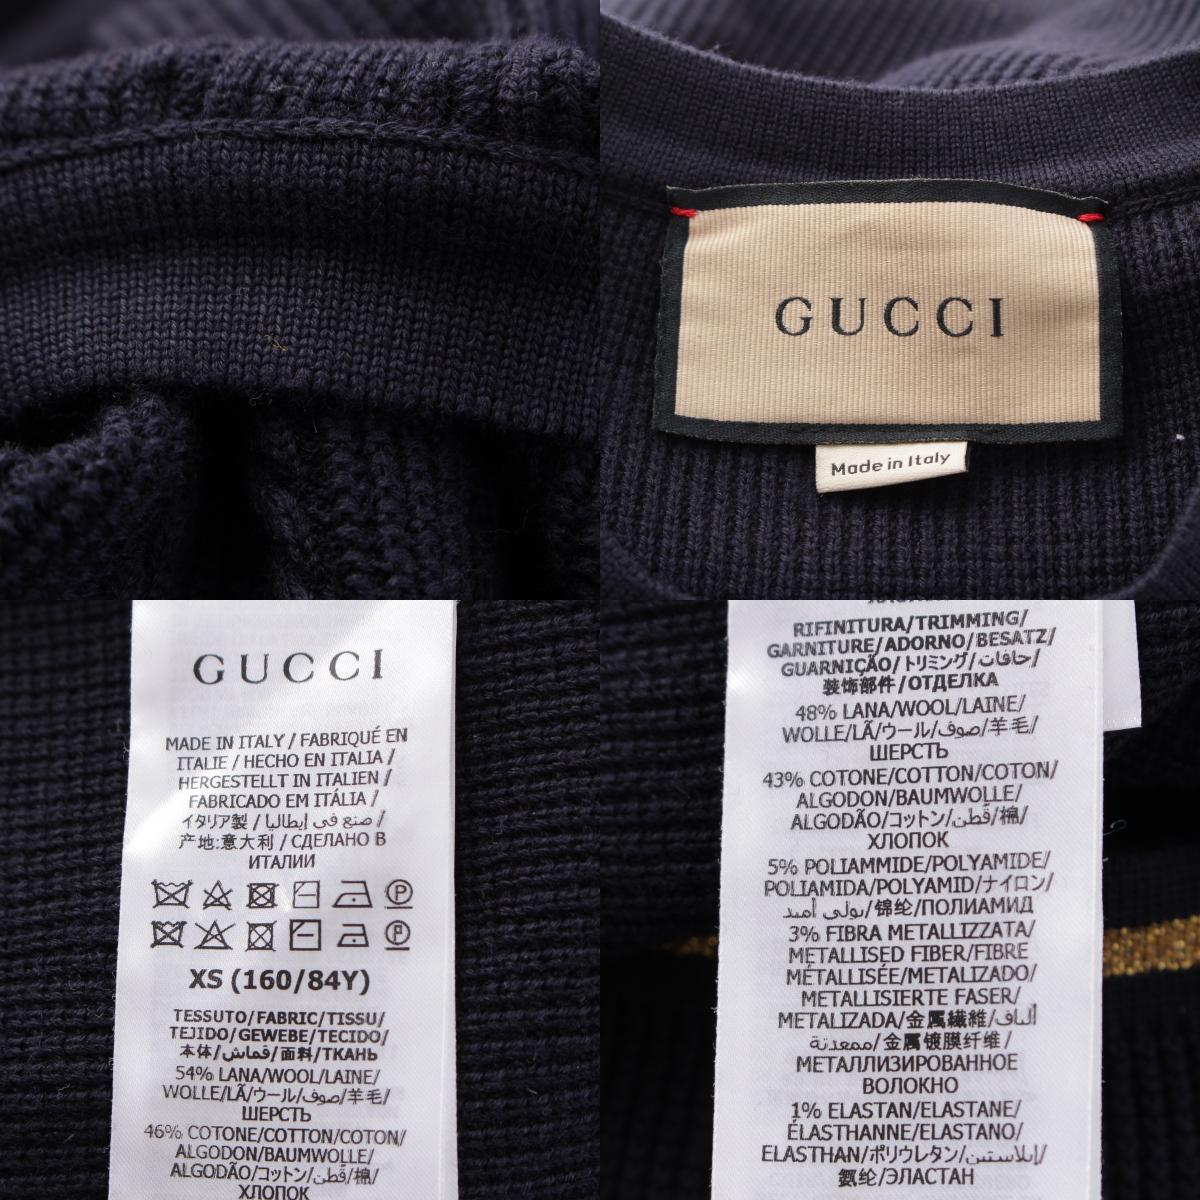 GUCCI
Made in Italy
GUCCI
MADE IN ITALY / FABRIQUÉ EN
ITALIE / HECHO EN ITALIA /
HERGESTELLT IN ITALIEN /
FABRICADO EM ITÁLIA /
イタリア製 / صنع في إيطاليا /
产地:意大利 / СДЕЛАНО В
ИТАЛИИ
XS (160/84Y)
TESSUTO/FABRIC/TISSU/
TEJIDO/GEWEBE/TECIDO/
本体/قماش/面料/ТКАНЬ
54% LANA/WOOL/LAINE/
WOLLE/LÃ/ウール/صوف/羊毛/
ШЕРСТЬ
46% COTONE/COTTON/COTON/
ALGODON/BAUMWOLLE/
ALGODÃO/コットン/قطن/棉/
ХЛОПОК
RIFINITURA/TRIMMING/
GARNITURE/ADORNO/BESATZ/
GUARNIÇÃO/トリミング/حافات/
装饰部件/ОТДЕЛКА
48% LANA/WOOL/LAINE/
WOLLE/LÃ/ウール/صوف/羊毛/
ШЕРСТЬ
43% COTONE/COTTON/COTON/
ALGODON/BAUMWOLLE/
ALGODÃO/コットン/قطن/棉/
ХЛОПОК
5% POLIAMMIDE/POLYAMIDE/
POLIAMIDA/POLYAMID/ナイロン/
بولي أميد/锦纶/ПОЛИАМИД
3% FIBRA METALLIZZATA/
METALLISED FIBER/FIBRE
MÉTALLISÉE/METALIZADO/
METALLISIERTE FASER/
METALIZADA/金属繊維/ألياف
ممعدنة/金属镀膜纤维/
МЕТАЛЛИЗИРОВАННОЕ
ВОЛОКНО
1% ELASTAN/ELASTANE/
ÉLASTHANNE/ELASTANO/
ELASTHAN/ポリウレタン/إيلاستين/
氨纶/ЭЛАСТАН